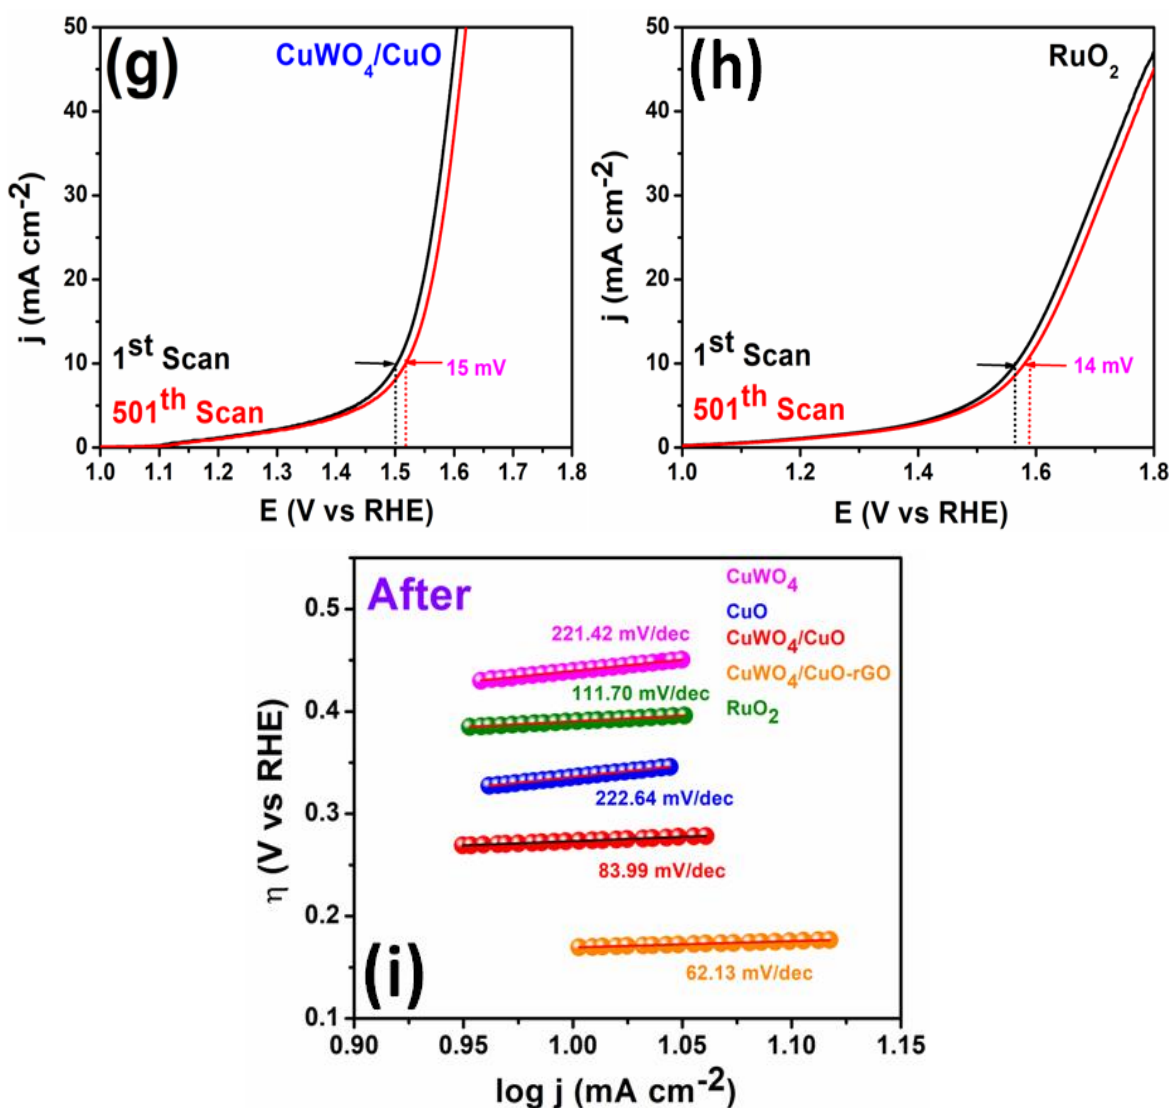 (g)
CuWO4/CuO
50
40
30
20
10
0
j (mA cm-2)
1st Scan
501th Scan
15 mV
1.0 1.1 1.2 1.3 1.4 1.5 1.6 1.7 1.8
E (V vs RHE)
(h)
RuO2
50
40
30
20
10
0
j (mA cm-2)
1st Scan
501th Scan
14 mV
1.0 1.2 1.4 1.6 1.8
E (V vs RHE)
After
CuWO4
CuO
CuWO4/CuO
CuWO4/CuO-rGO
RuO2
0.5
0.4
0.3
0.2
0.1
η (V vs RHE)
221.42 mV/dec
111.70 mV/dec
222.64 mV/dec
83.99 mV/dec
62.13 mV/dec
(i)
0.90 0.95 1.00 1.05 1.10 1.15
log j (mA cm-2)